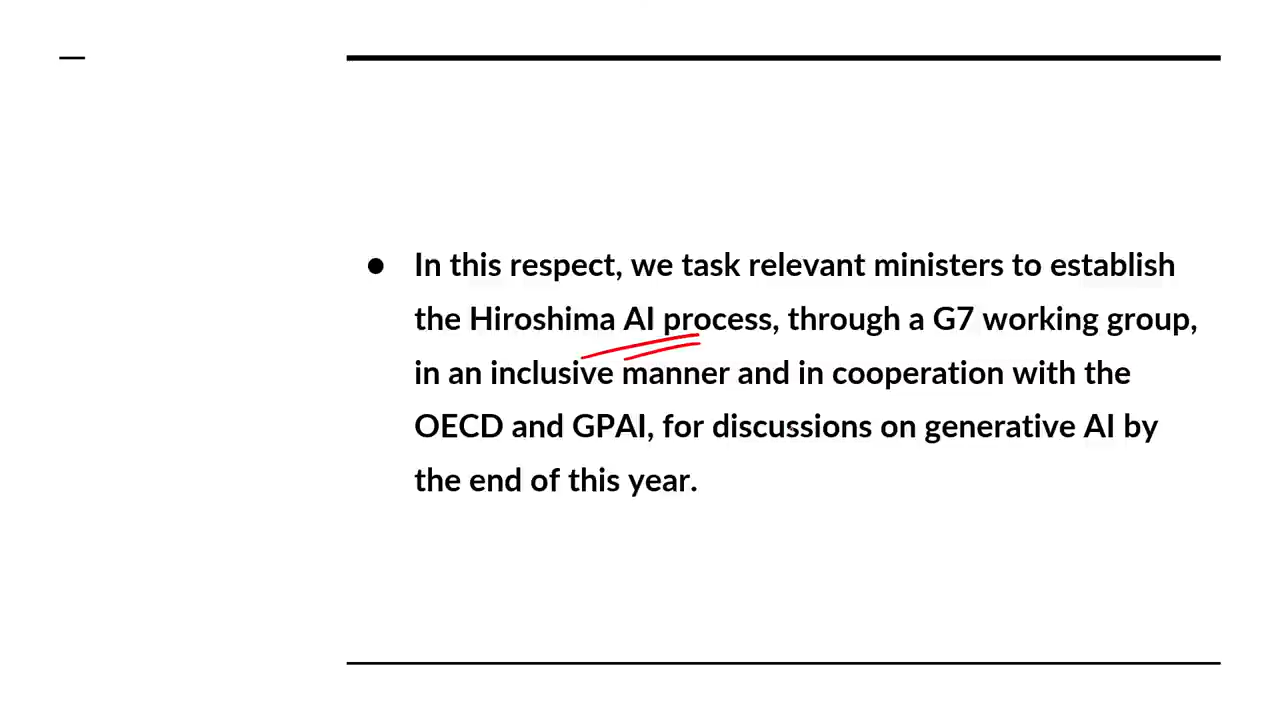 ● In this respect, we task relevant ministers to establish
the Hiroshima AI process, through a G7 working group,
in an inclusive manner and in cooperation with the
OECD and GPAI, for discussions on generative AI by
the end of this year.